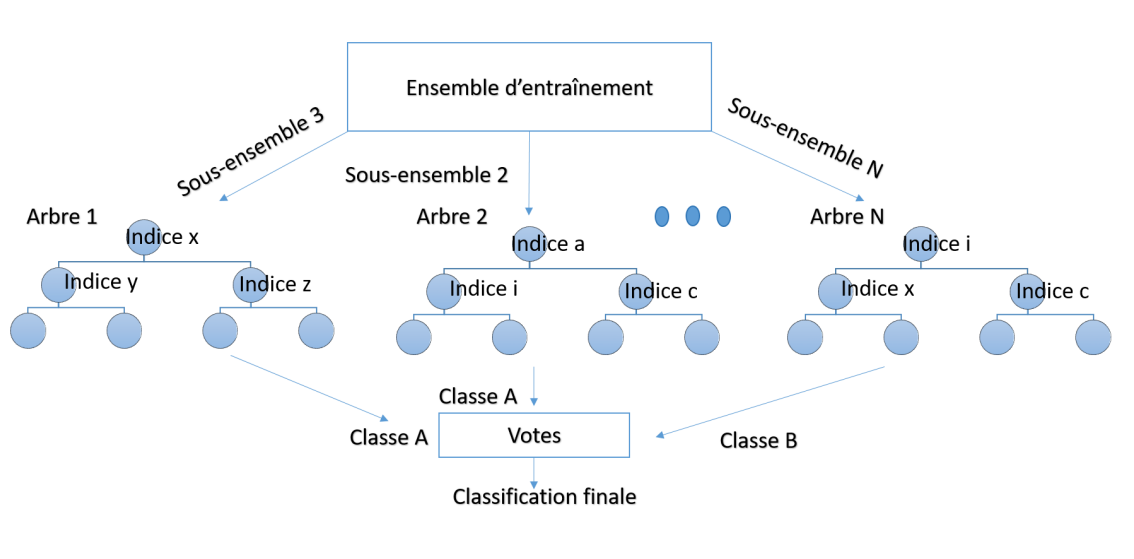 Ensemble d’entraînement
Sous-ensemble 3
Sous-ensemble 2
Sous-ensemble N
Arbre 1
Arbre 2
Arbre N
Indice x
Indice a
Indice i
Indice y
Indice z
Indice i
Indice c
Indice x
Indice c
Classe A
Classe A
Votes
Classe B
Classification finale